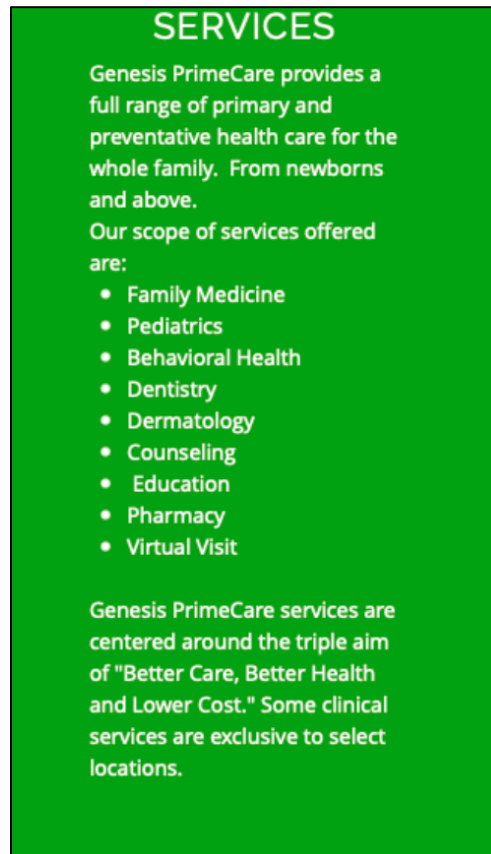 SERVICES
Genesis PrimeCare provides a
full range of primary and
preventative health care for the
whole family.  From newborns
and above.
Our scope of services offered
are:
• Family Medicine
• Pediatrics
• Behavioral Health
• Dentistry
• Dermatology
• Counseling
•  Education
• Pharmacy
• Virtual Visit
Genesis PrimeCare services are
centered around the triple aim
of "Better Care, Better Health
and Lower Cost." Some clinical
services are exclusive to select
locations.